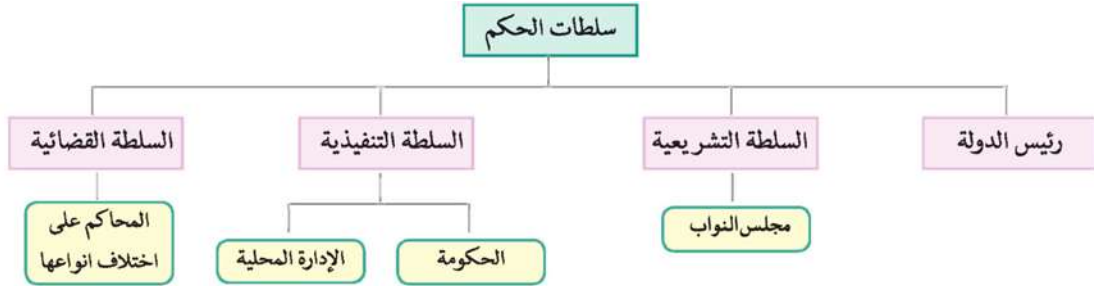 سلطات الحكم
رئيس الدولة
السلطة التشريعية
السلطة التنفيذية
السلطة القضائية
مجلس النواب
الحكومة
الإدارة المحلية
المحاكم على
اختلاف انواعها